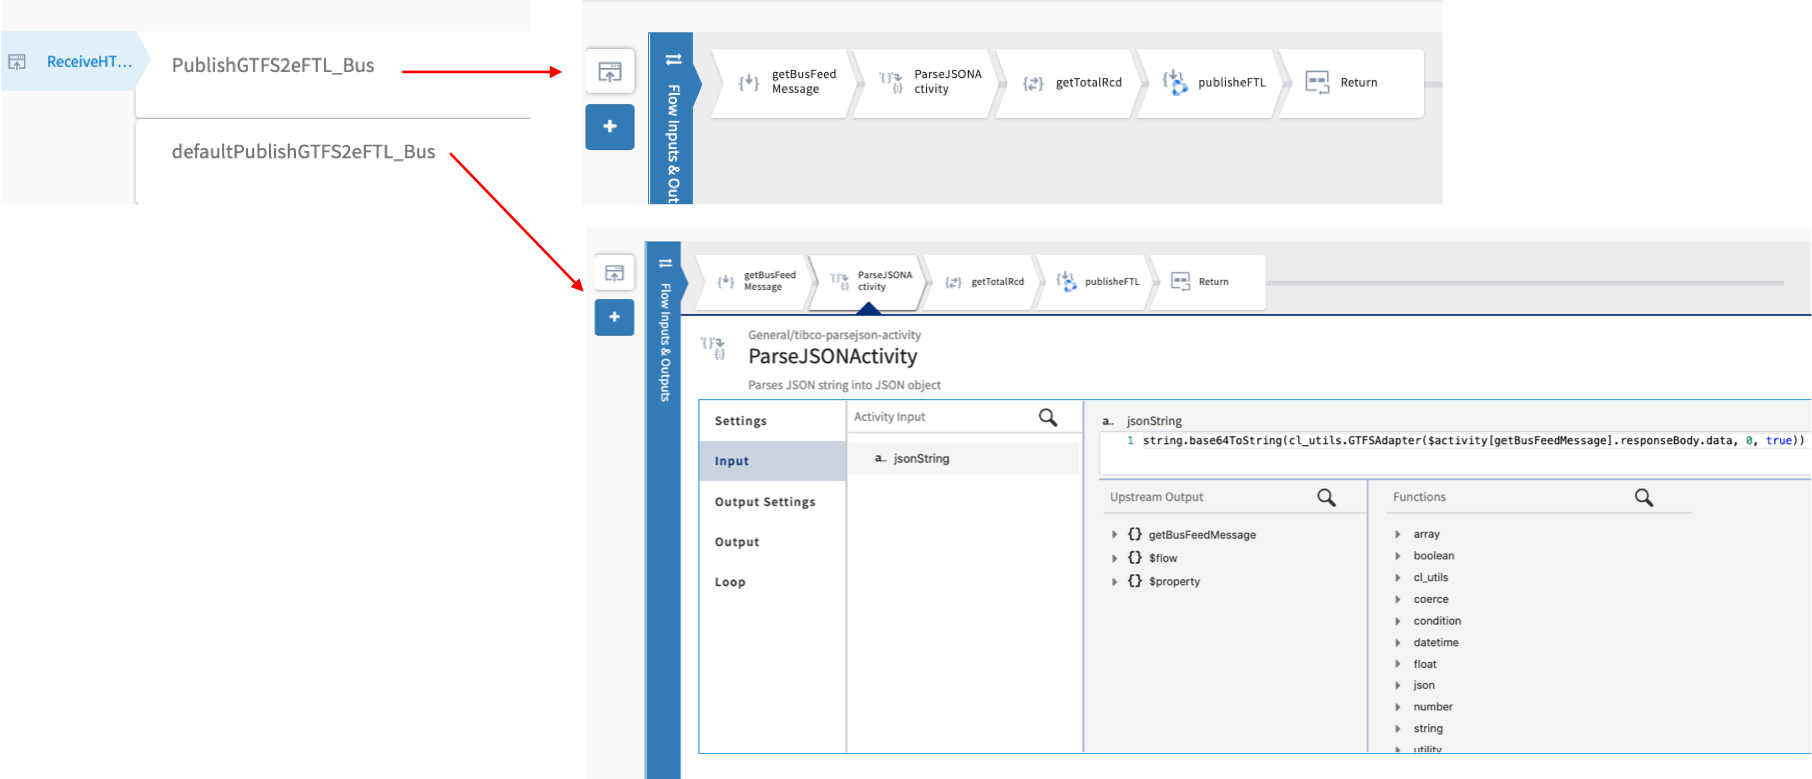 ReceiveHT...
PublishGTFS2eFTL_Bus
defaultPublishGTFS2eFTL_Bus
Flow Inputs & Out
getBusFeed
Message
ParseJSONA
ctivity
getTotalRcd
publisheFTL
Return
Flow Inputs & Outputs
getBusFeed
Message
ParseJSONA
ctivity
getTotalRcd
publisheFTL
Return
General/tibco-parsejson-activity
ParseJSONActivity
Parses JSON string into JSON object
Settings
Input
Output Settings
Output
Loop
Activity Input
a.. jsonString
a.. jsonString
1 string.base64ToString(cl_utils.GTFSAdapter($activity[getBusFeedMessage].responseBody.data, 0, true))
Upstream Output
{} getBusFeedMessage
{} $flow
{} $property
Functions
array
boolean
cl_utils
coerce
condition
datetime
float
json
number
string
utility